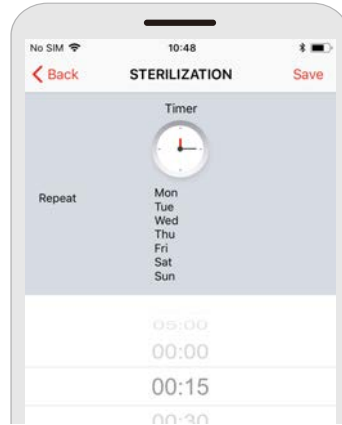 No SIM 10:48
Back STERILIZATION Save
Timer
Repeat
Mon
Tue
Wed
Thu
Fri
Sat
Sun
05:00
00:00
00:15
00:30